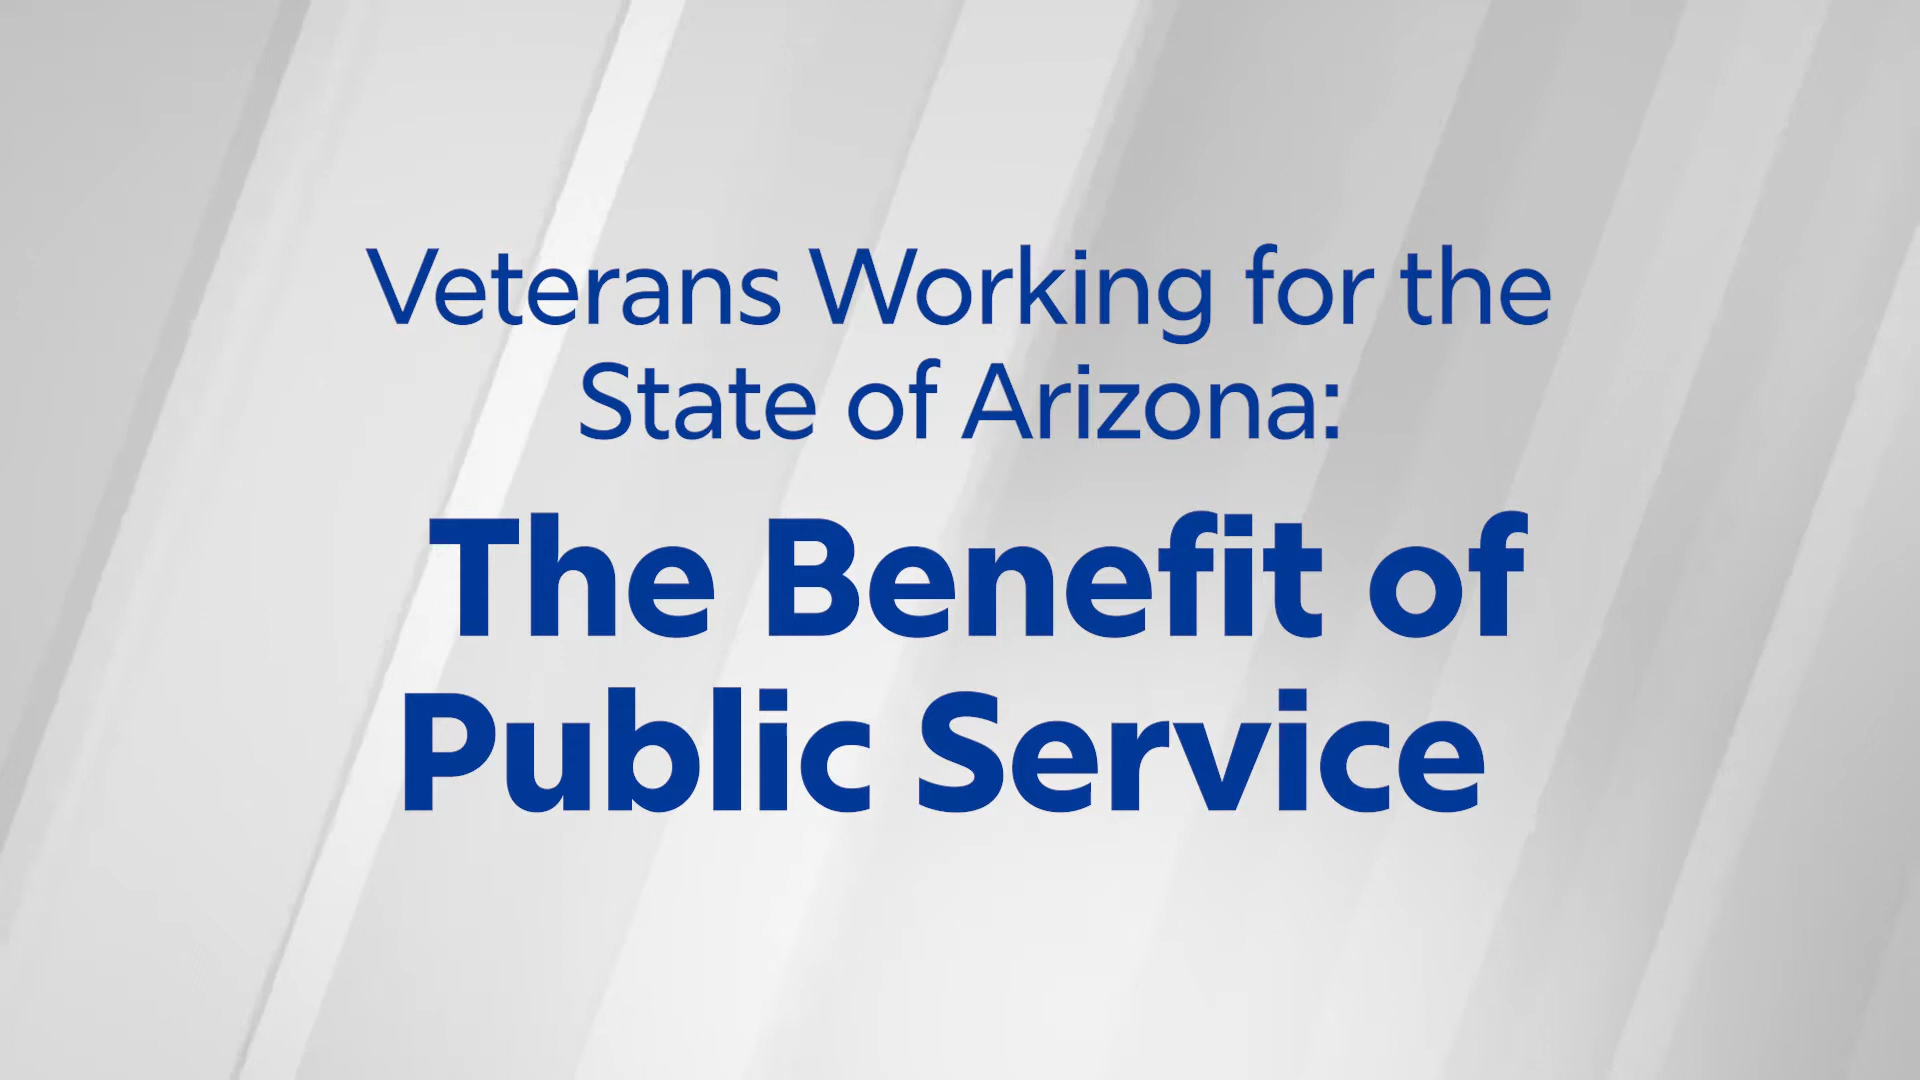 Veterans Working for the
State of Arizona:
The Benefit of
Public Service